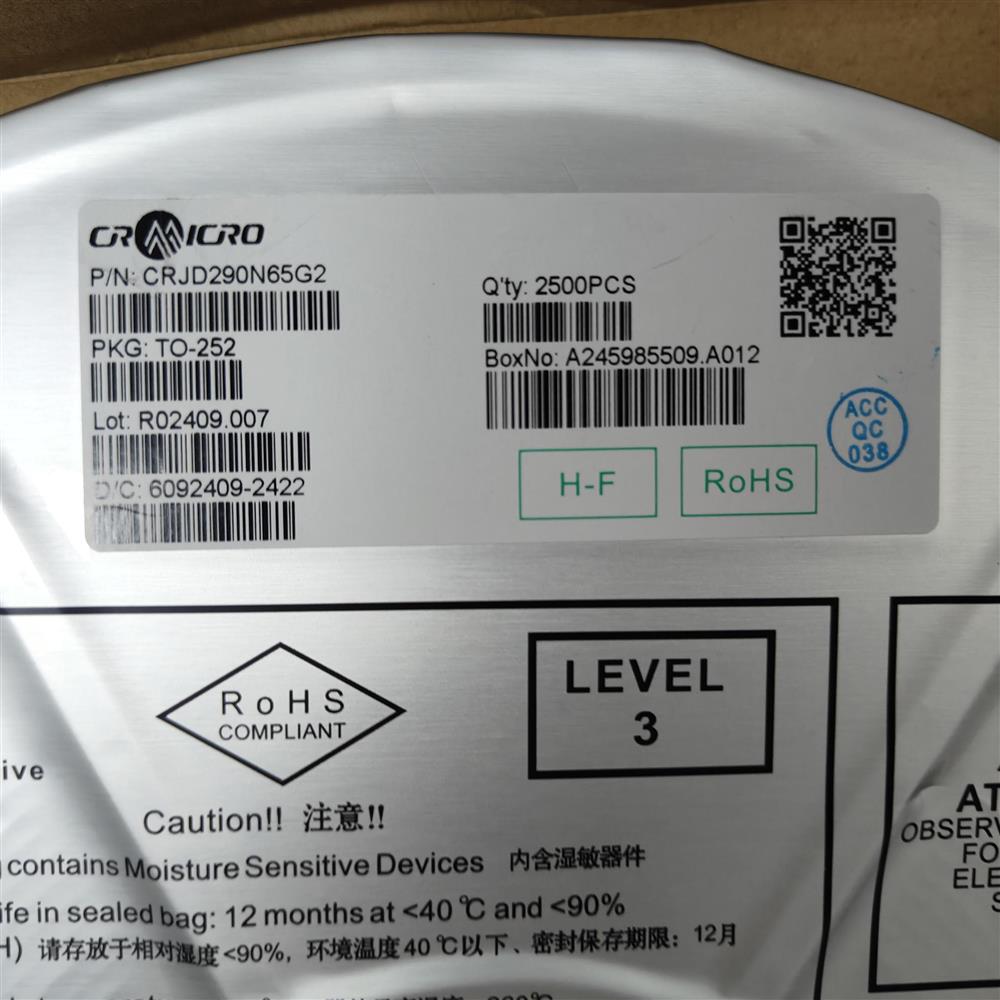 CRMICRO
P/N: CRJD290N65G2
PKG: TO-252
Lot: R02409.007
D/C: 6092409-2422
Q'ty: 2500PCS
BoxNo: A245985509.A012
ACC
QC
038
H-F
RoHS
RoHS
COMPLIANT
LEVEL
3
ive
Caution!! 注意!!
contains Moisture Sensitive Devices 内含湿敏器件
ife in sealed bag: 12 months at <40 ℃ and <90%
H) 请存放于相对湿度<90%, 环境温度40 ℃以下、密封保存期限: 12月
AT
OBSERV
FO
ELE
S